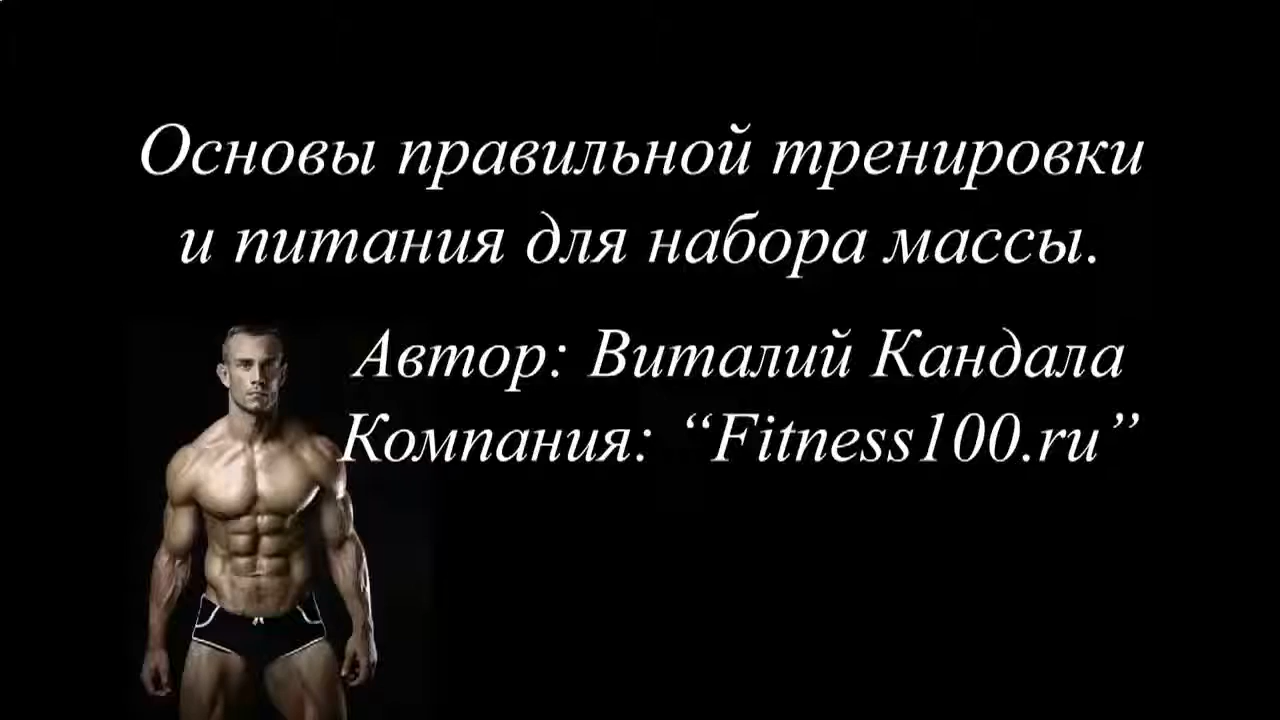 Основы правильной тренировки
и питания для набора массы.
Автор: Виталий Кандала
Компания: “Fitness100.ru”